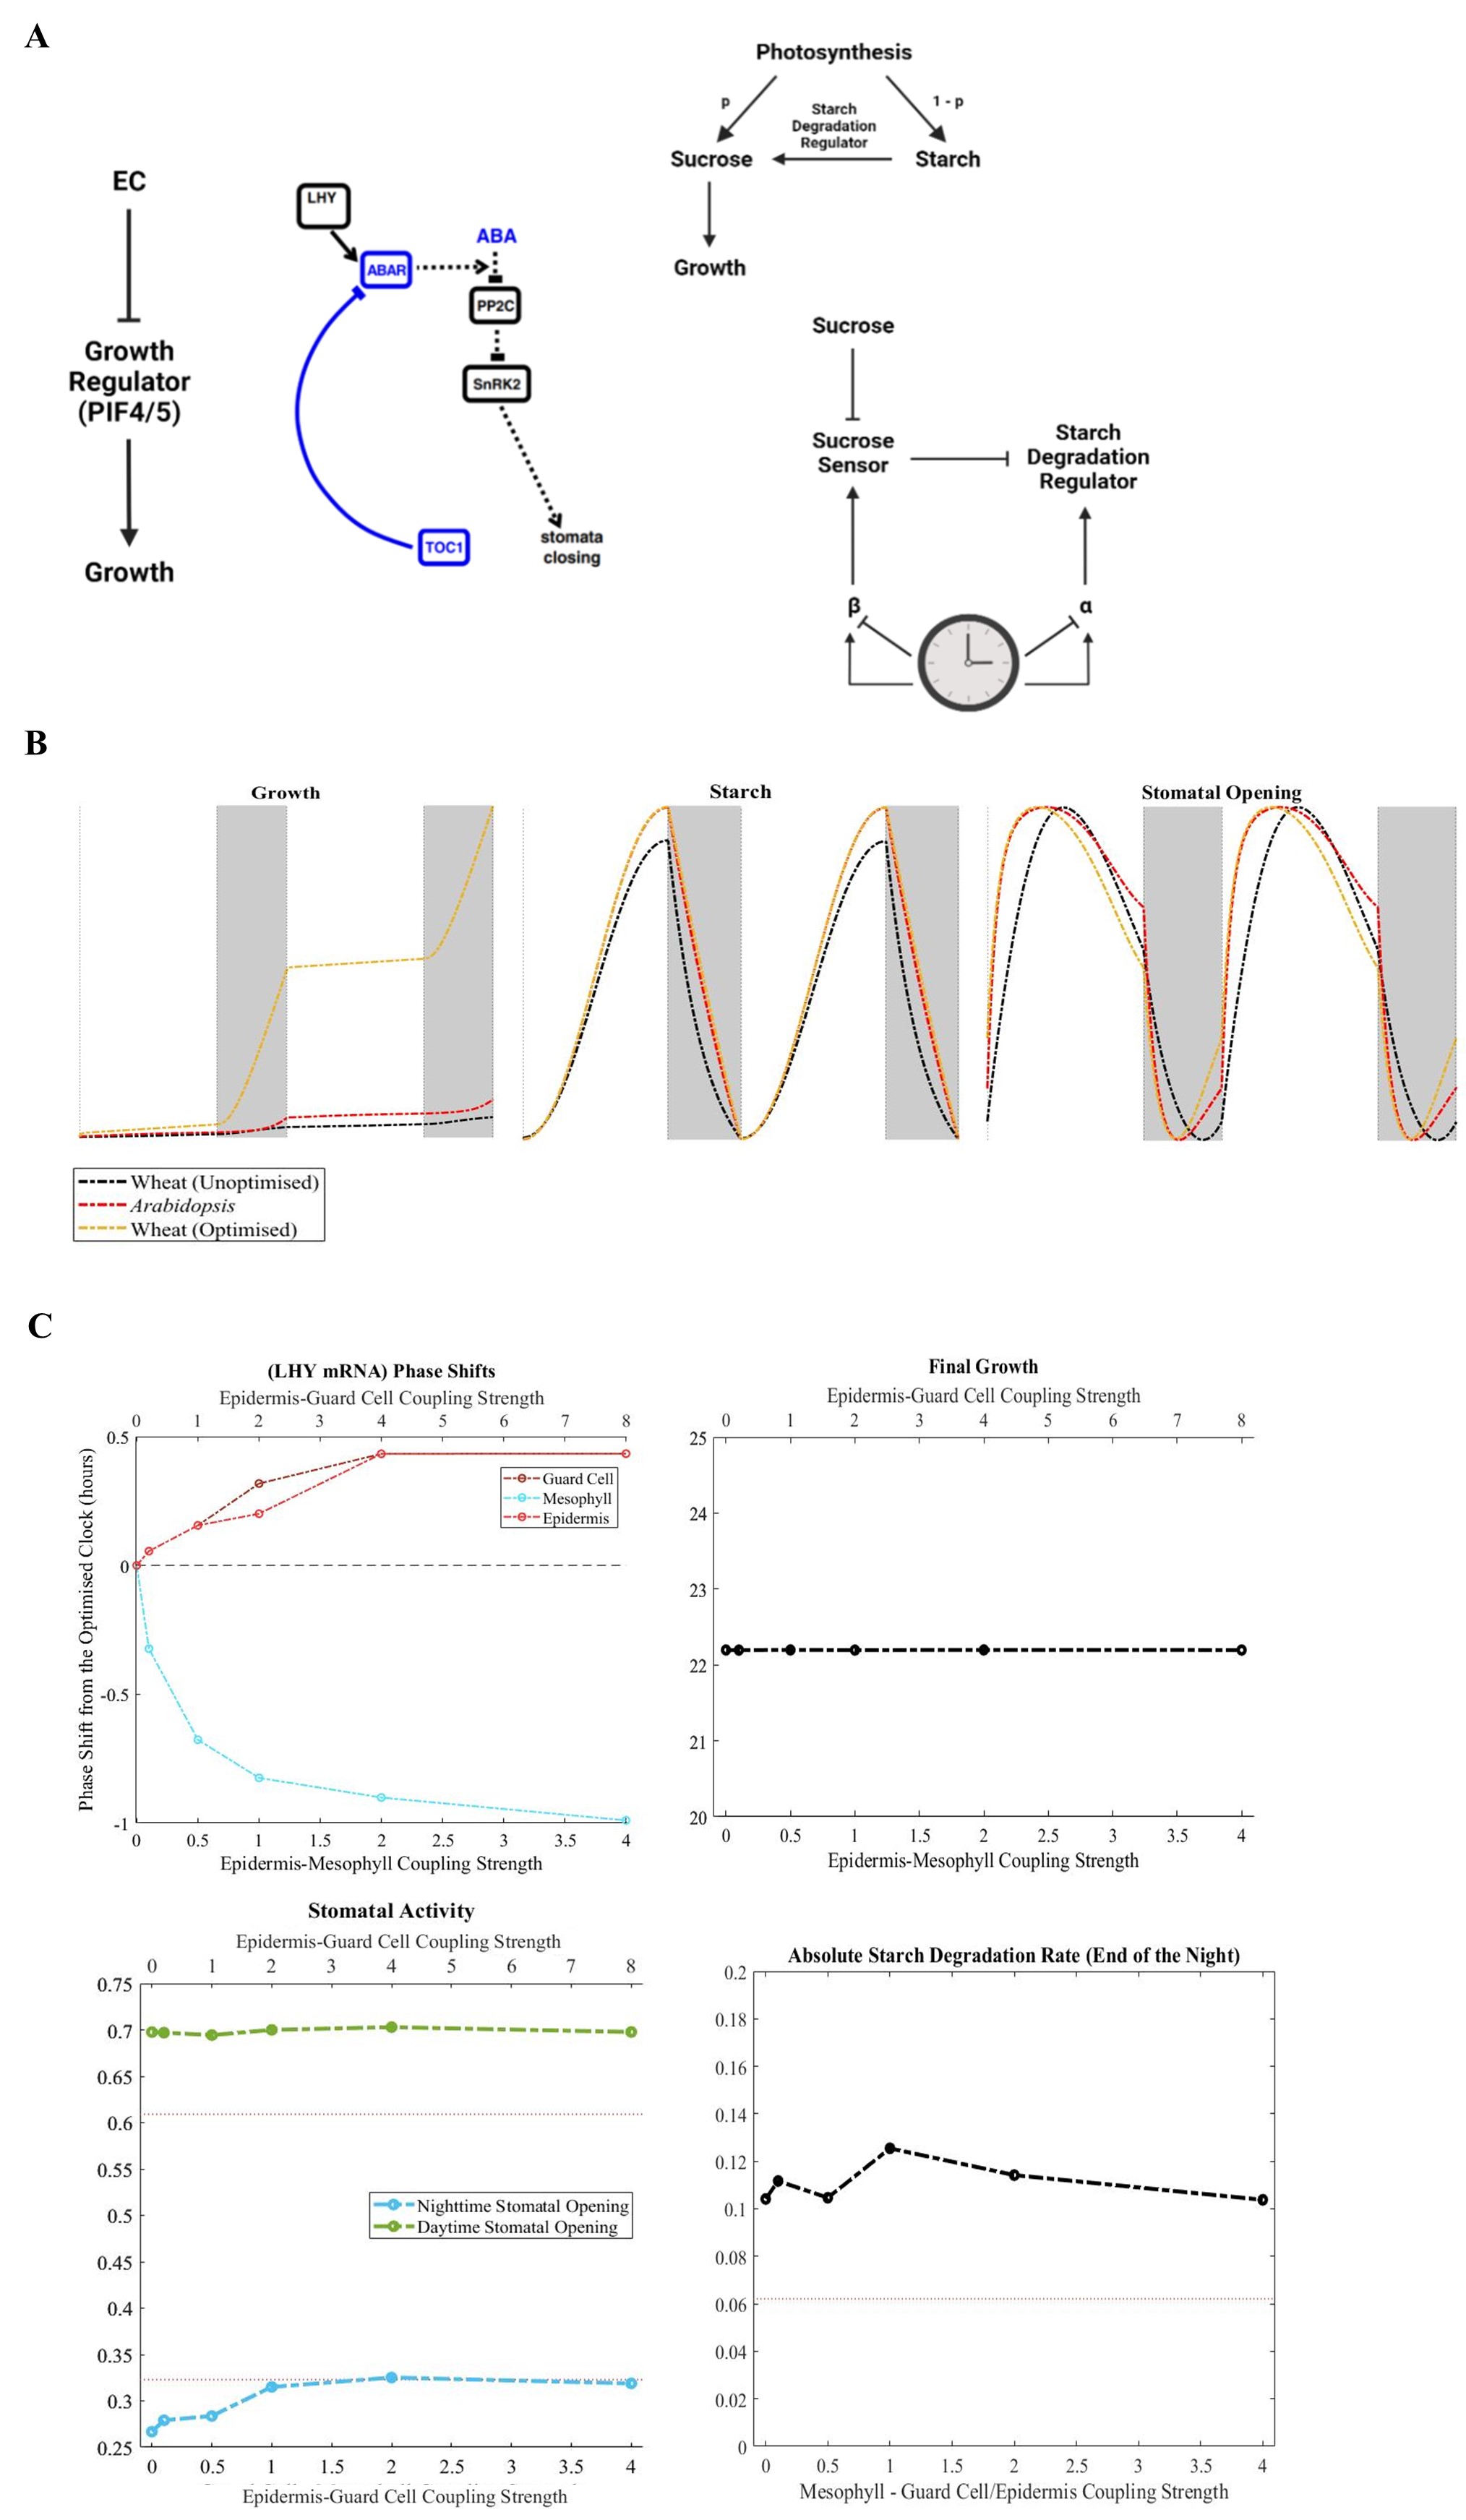 A
EC
Growth
Regulator
(PIF4/5)
Growth
LHY
ABAR
ABA
PP2C
SnRK2
TOC1
stomata
closing
Photosynthesis
p
1 - p
Starch
Degradation
Regulator
Sucrose
Starch
Growth
Sucrose
Sucrose
Sensor
Starch
Degradation
Regulator
β
α
B
Growth
Starch
Stomatal Opening
Wheat (Unoptimised)
Arabidopsis
Wheat (Optimised)
C
(LHY mRNA) Phase Shifts
Epidermis-Guard Cell Coupling Strength
0 1 2 3 4 5 6 7 8
0.5
0
-0.5
-1
Phase Shift from the Optimised Clock (hours)
Guard Cell
Mesophyll
Epidermis
0 0.5 1 1.5 2 2.5 3 3.5 4
Epidermis-Mesophyll Coupling Strength
Final Growth
Epidermis-Guard Cell Coupling Strength
0 1 2 3 4 5 6 7 8
25
24
23
22
21
20
0 0.5 1 1.5 2 2.5 3 3.5 4
Epidermis-Mesophyll Coupling Strength
Stomatal Activity
Epidermis-Guard Cell Coupling Strength
0 1 2 3 4 5 6 7 8
0.75
0.7
0.65
0.6
0.55
0.5
0.45
0.4
0.35
0.3
0.25
Nighttime Stomatal Opening
Daytime Stomatal Opening
0 0.5 1 1.5 2 2.5 3 3.5 4
Epidermis-Guard Cell Coupling Strength
Absolute Starch Degradation Rate (End of the Night)
0.2
0.18
0.16
0.14
0.12
0.1
0.08
0.06
0.04
0.02
0
0 0.5 1 1.5 2 2.5 3 3.5 4
Mesophyll - Guard Cell/Epidermis Coupling Strength